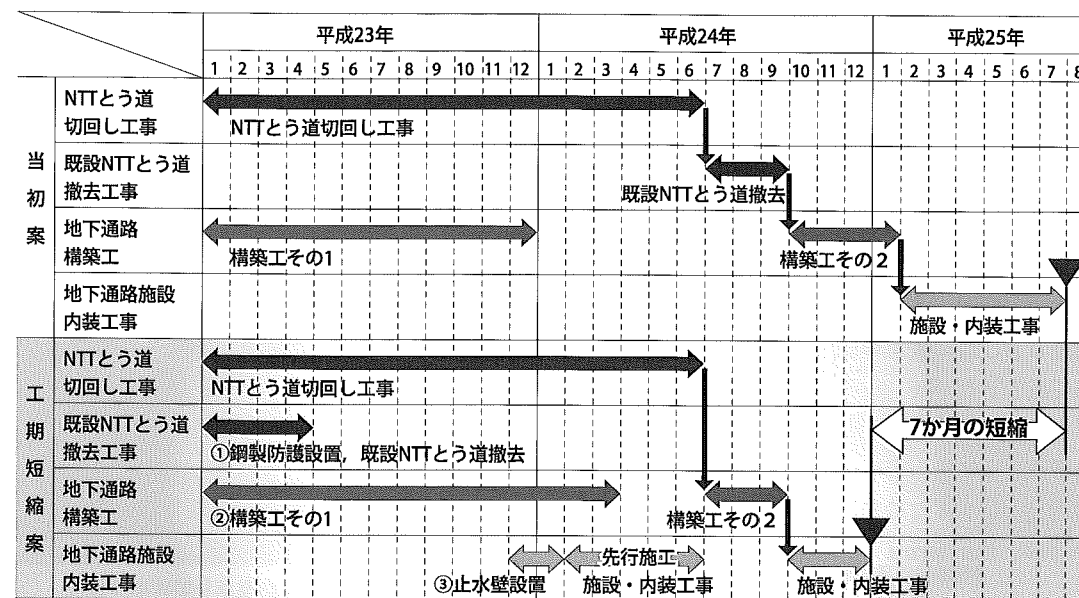 平成23年 平成24年 平成25年
1 2 3 4 5 6 7 8 9 10 11 12 1 2 3 4 5 6 7 8 9 10 11 12 1 2 3 4 5 6 7 8
当初案
NTTとう道
切回し工事
NTTとう道切回し工事
既設NTTとう道
撤去工事
既設NTTとう道撤去
地下通路
構築工
構築工その1
構築工その2
地下通路施設
内装工事
施設・内装工事
工期短縮案
NTTとう道
切回し工事
NTTとう道切回し工事
既設NTTとう道
撤去工事
①鋼製防護設置，既設NTTとう道撤去
7か月の短縮
地下通路
構築工
②構築工その1
構築工その2
地下通路施設
内装工事
③止水壁設置
先行施工
施設・内装工事
施設・内装工事